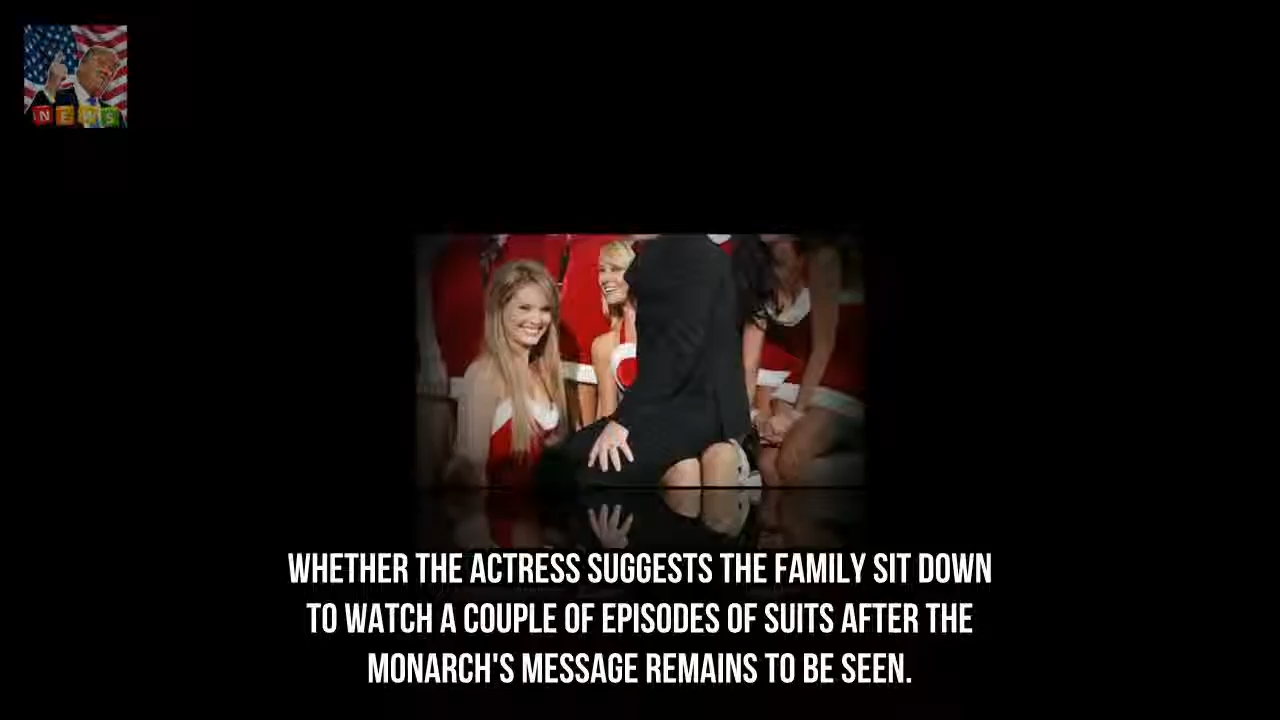 NEWS
WHETHER THE ACTRESS SUGGESTS THE FAMILY SIT DOWN
TO WATCH A COUPLE OF EPISODES OF SUITS AFTER THE
MONARCH'S MESSAGE REMAINS TO BE SEEN.